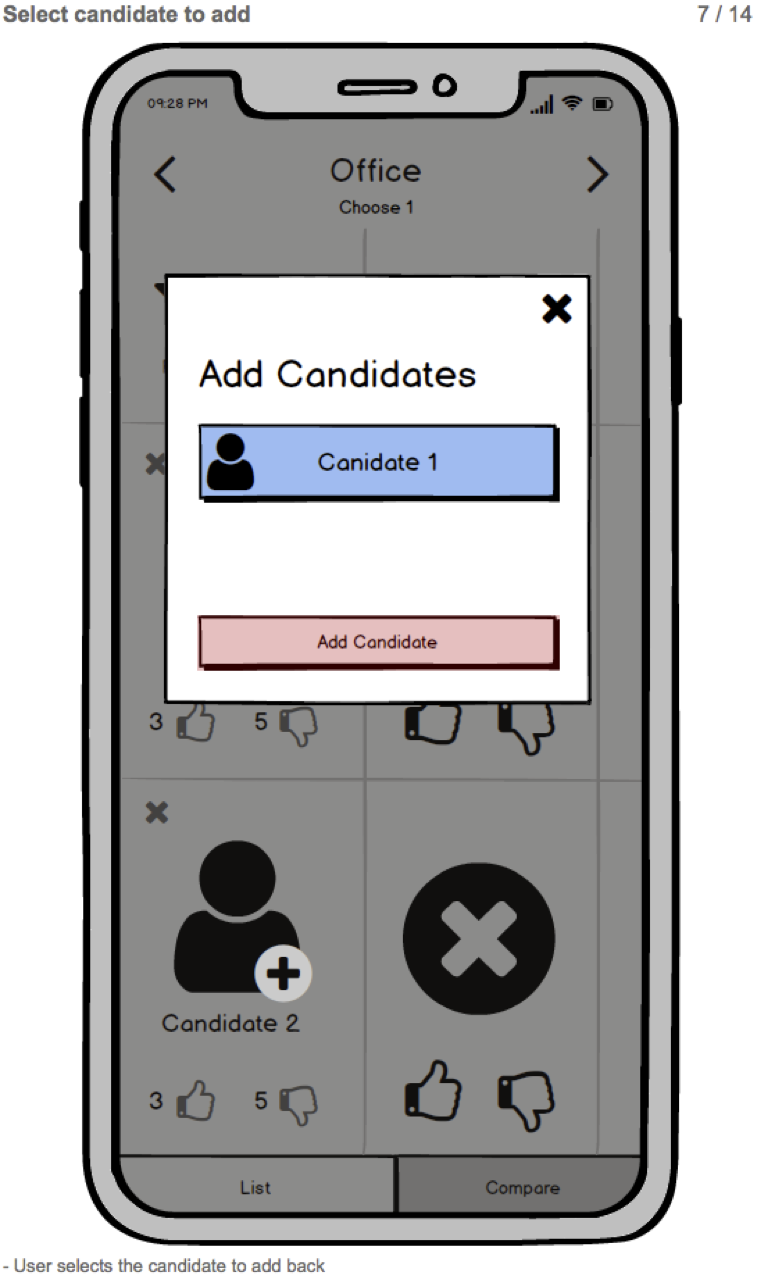 Select candidate to add 7 / 14
09:28 PM
Office
Choose 1
Add Candidates
Canidate 1
Add Candidate
3 5
Candidate 2
3 5
List Compare
- User selects the candidate to add back